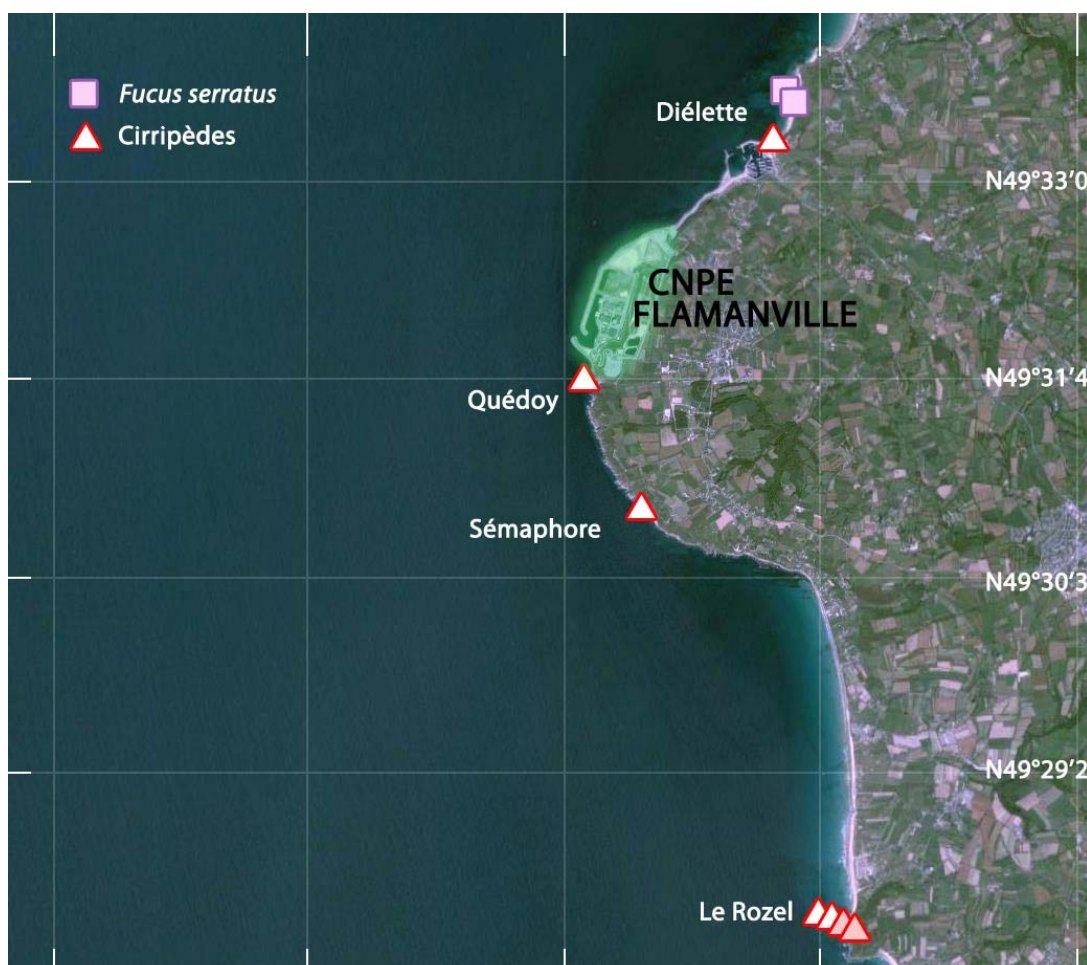 Fucus serratus
Cirripèdes
Diélette
N49°33'0
CNPE
FLAMANVILLE
N49°31'4
Quédoy
Sémaphore
N49°30'3
N49°29'2
Le Rozel